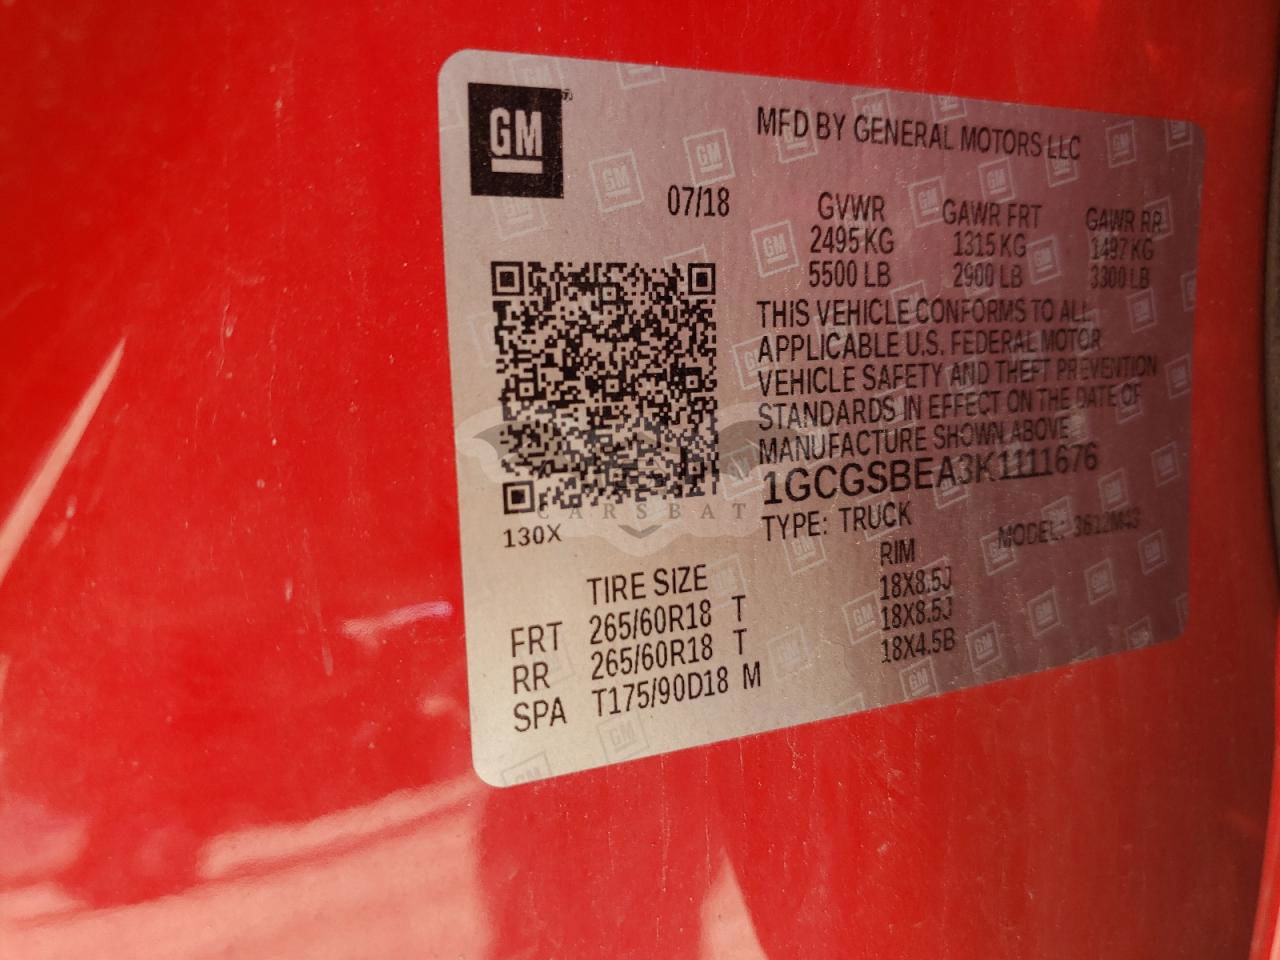 GM
MFD BY GENERAL MOTORS LLC
07/18
GVWR GAWR FRT GAWR RR
2495 KG 1315 KG 1497 KG
5500 LB 2900 LB 3300 LB
THIS VEHICLE CONFORMS TO ALL
APPLICABLE U.S. FEDERAL MOTOR
VEHICLE SAFETY AND THEFT PREVENTION
STANDARDS IN EFFECT ON THE DATE OF
MANUFACTURE SHOWN ABOVE
1GCGSBEA3K1111676
TYPE: TRUCK MODEL: 3612M43
130X
CARSBAT
TIRE SIZE RIM
FRT 265/60R18 T 18X8.5J
RR 265/60R18 T 18X8.5J
SPA T175/90D18 M 18X4.5B